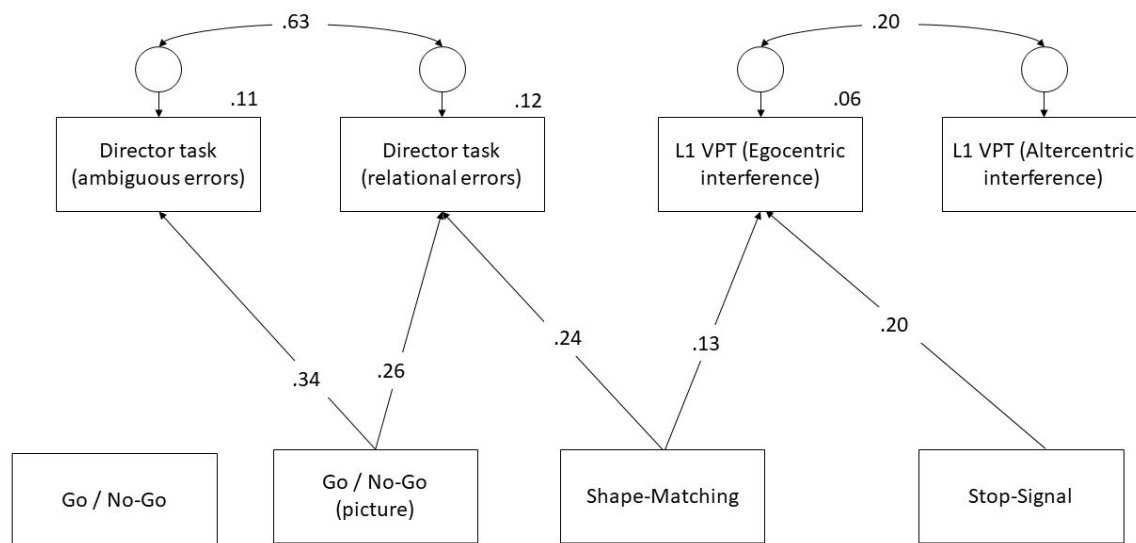 .63
.20
.11
.12
.06
Director task
(ambiguous errors)
Director task
(relational errors)
L1 VPT (Egocentric
interference)
L1 VPT (Altercentric
interference)
.34
.26
.24
.13
.20
Go / No-Go
Go / No-Go
(picture)
Shape-Matching
Stop-Signal